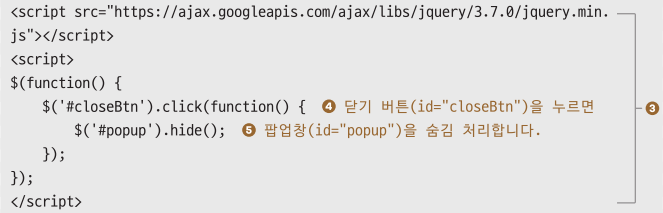 <script src="https://ajax.googleapis.com/ajax/libs/jquery/3.7.0/jquery.min.
js"></script>
<script>
$(function() {
    $('#closeBtn').click(function() { ❹ 닫기 버튼(id="closeBtn")을 누르면
        $('#popup').hide(); ❺ 팝업창(id="popup")을 숨김 처리합니다.
    });
});
</script>
❸